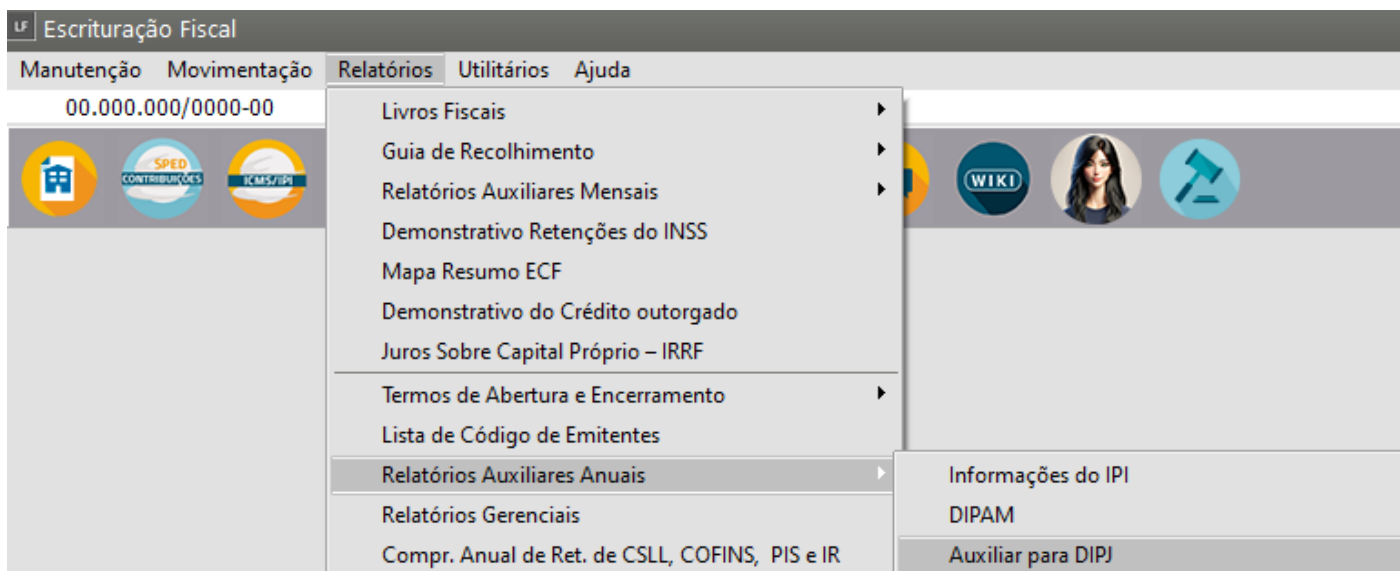 LF Escrituração Fiscal
Manutenção Movimentação Relatórios Utilitários Ajuda
00.000.000/0000-00
SPED
CONTRIBUIÇÕES
ICMS/IPI
WIKI
Livros Fiscais
Guia de Recolhimento
Relatórios Auxiliares Mensais
Demonstrativo Retenções do INSS
Mapa Resumo ECF
Demonstrativo do Crédito outorgado
Juros Sobre Capital Próprio – IRRF
Termos de Abertura e Encerramento
Lista de Código de Emitentes
Relatórios Auxiliares Anuais
Relatórios Gerenciais
Compr. Anual de Ret. de CSLL, COFINS, PIS e IR
Informações do IPI
DIPAM
Auxiliar para DIPJ